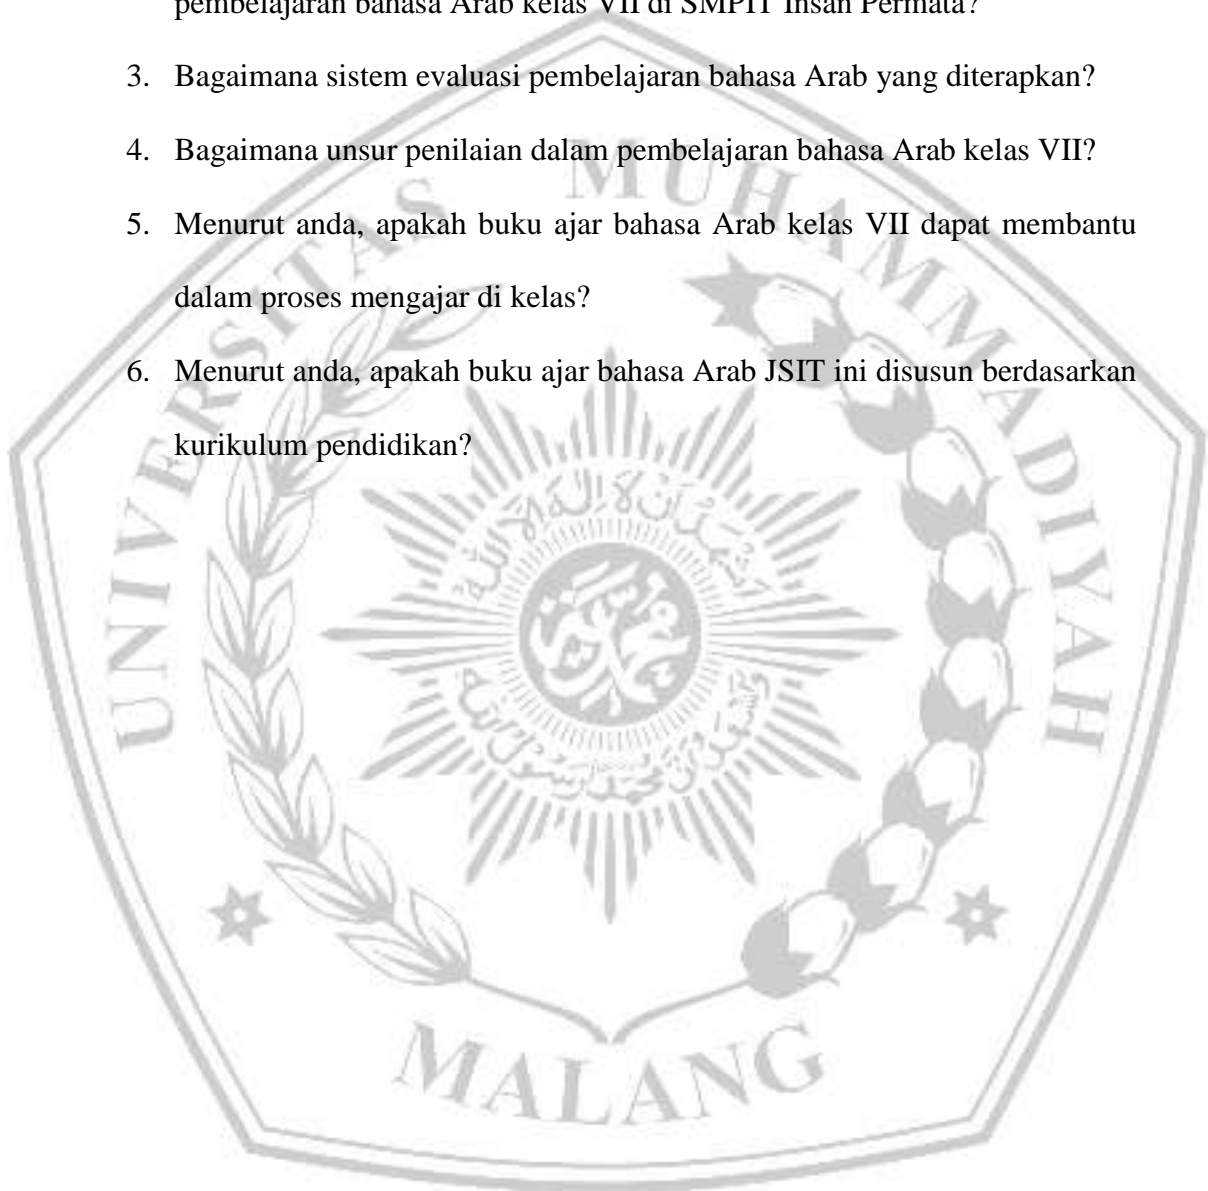 pembelajaran bahasa Arab kelas VII di SMPIT Insan Permata?
3. Bagaimana sistem evaluasi pembelajaran bahasa Arab yang diterapkan?
4. Bagaimana unsur penilaian dalam pembelajaran bahasa Arab kelas VII?
5. Menurut anda, apakah buku ajar bahasa Arab kelas VII dapat membantu
dalam proses mengajar di kelas?
6. Menurut anda, apakah buku ajar bahasa Arab JSIT ini disusun berdasarkan
kurikulum pendidikan?
UNIVERSITAS MUHAMMADIYAH
MALANG